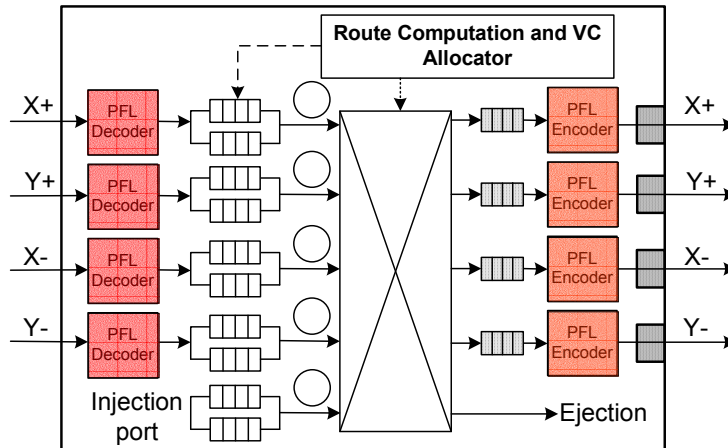 Route Computation and VC
Allocator
X+
PFL
Decoder
PFL
Encoder
X+
Y+
PFL
Decoder
PFL
Encoder
Y+
X-
PFL
Decoder
PFL
Encoder
X-
Y-
PFL
Decoder
PFL
Encoder
Y-
Injection
port
Ejection